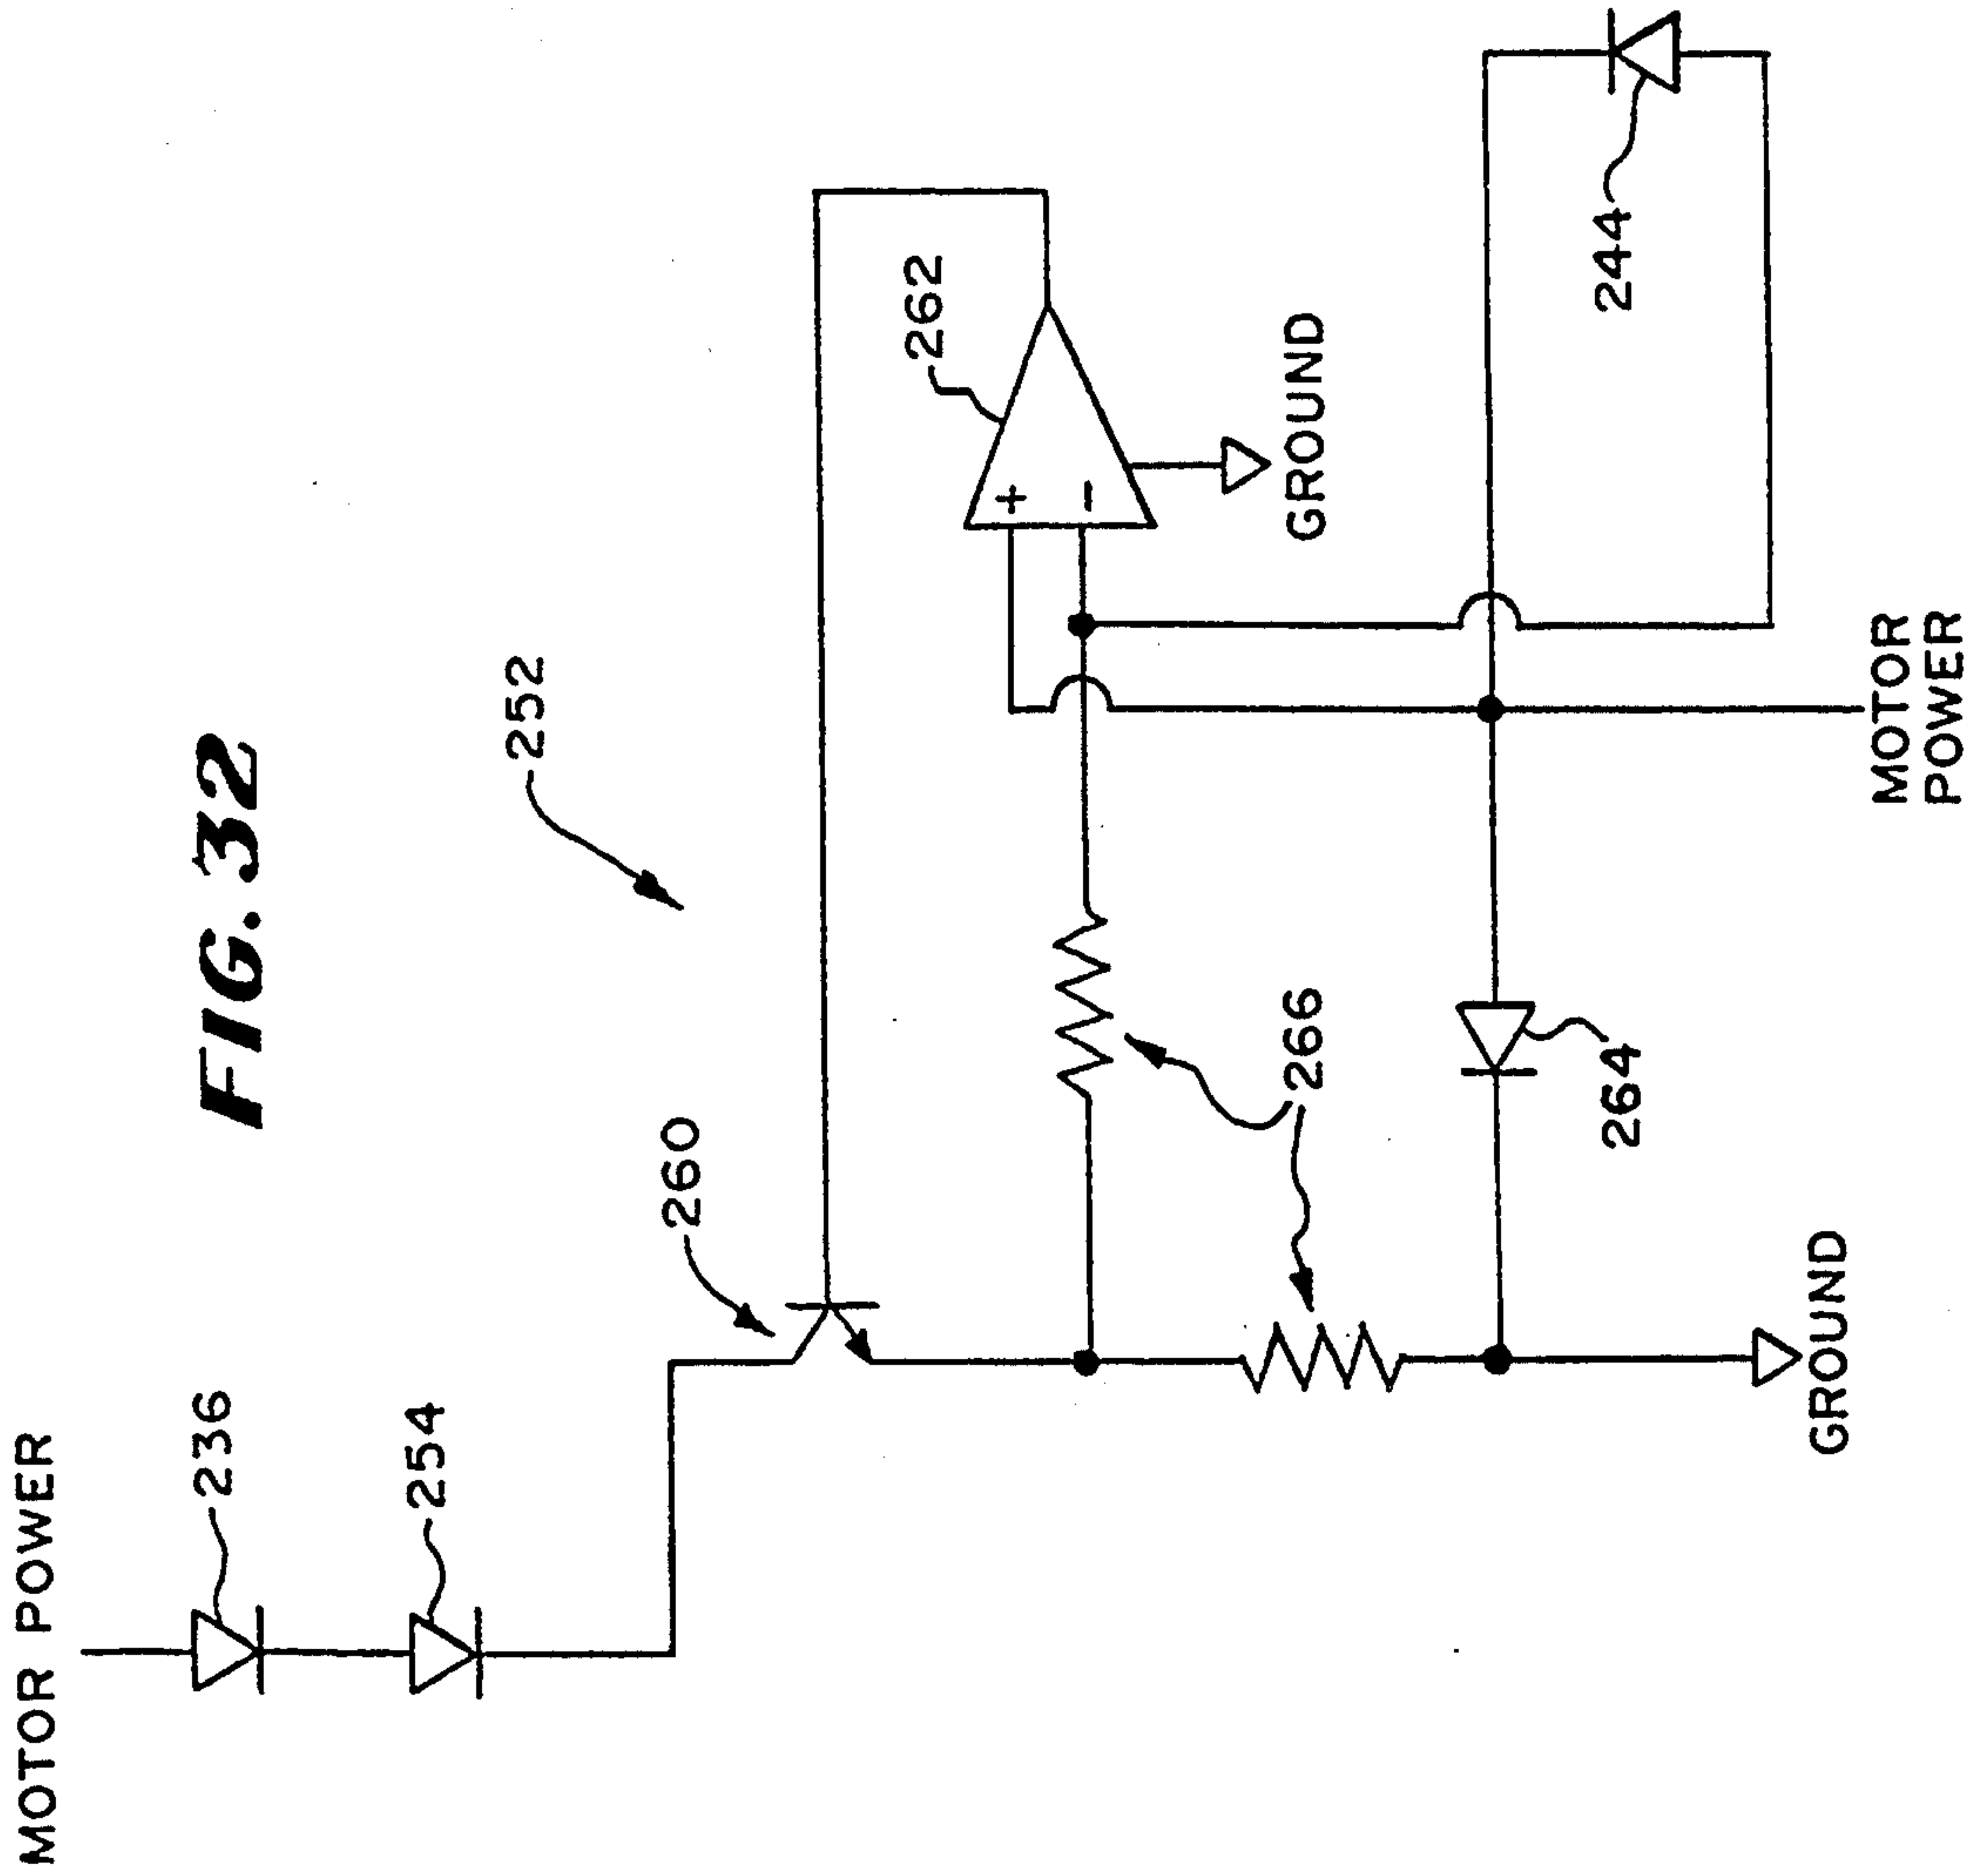 FIG. 32
MOTOR POWER
236
254
260
252
262
GROUND
266
264
244
GROUND
MOTOR
POWER